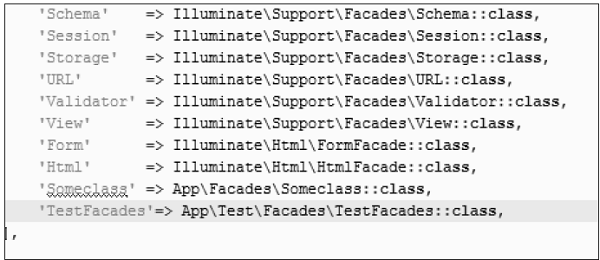 'Schema' => Illuminate\Support\Facades\Schema::class,
'Session' => Illuminate\Support\Facades\Session::class,
'Storage' => Illuminate\Support\Facades\Storage::class,
'URL' => Illuminate\Support\Facades\URL::class,
'Validator' => Illuminate\Support\Facades\Validator::class,
'View' => Illuminate\Support\Facades\View::class,
'Form' => Illuminate\Html\FormFacade::class,
'Html' => Illuminate\Html\HtmlFacade::class,
'Someclass' => App\Facades\Someclass::class,
'TestFacades'=> App\Test\Facades\TestFacades::class,
],